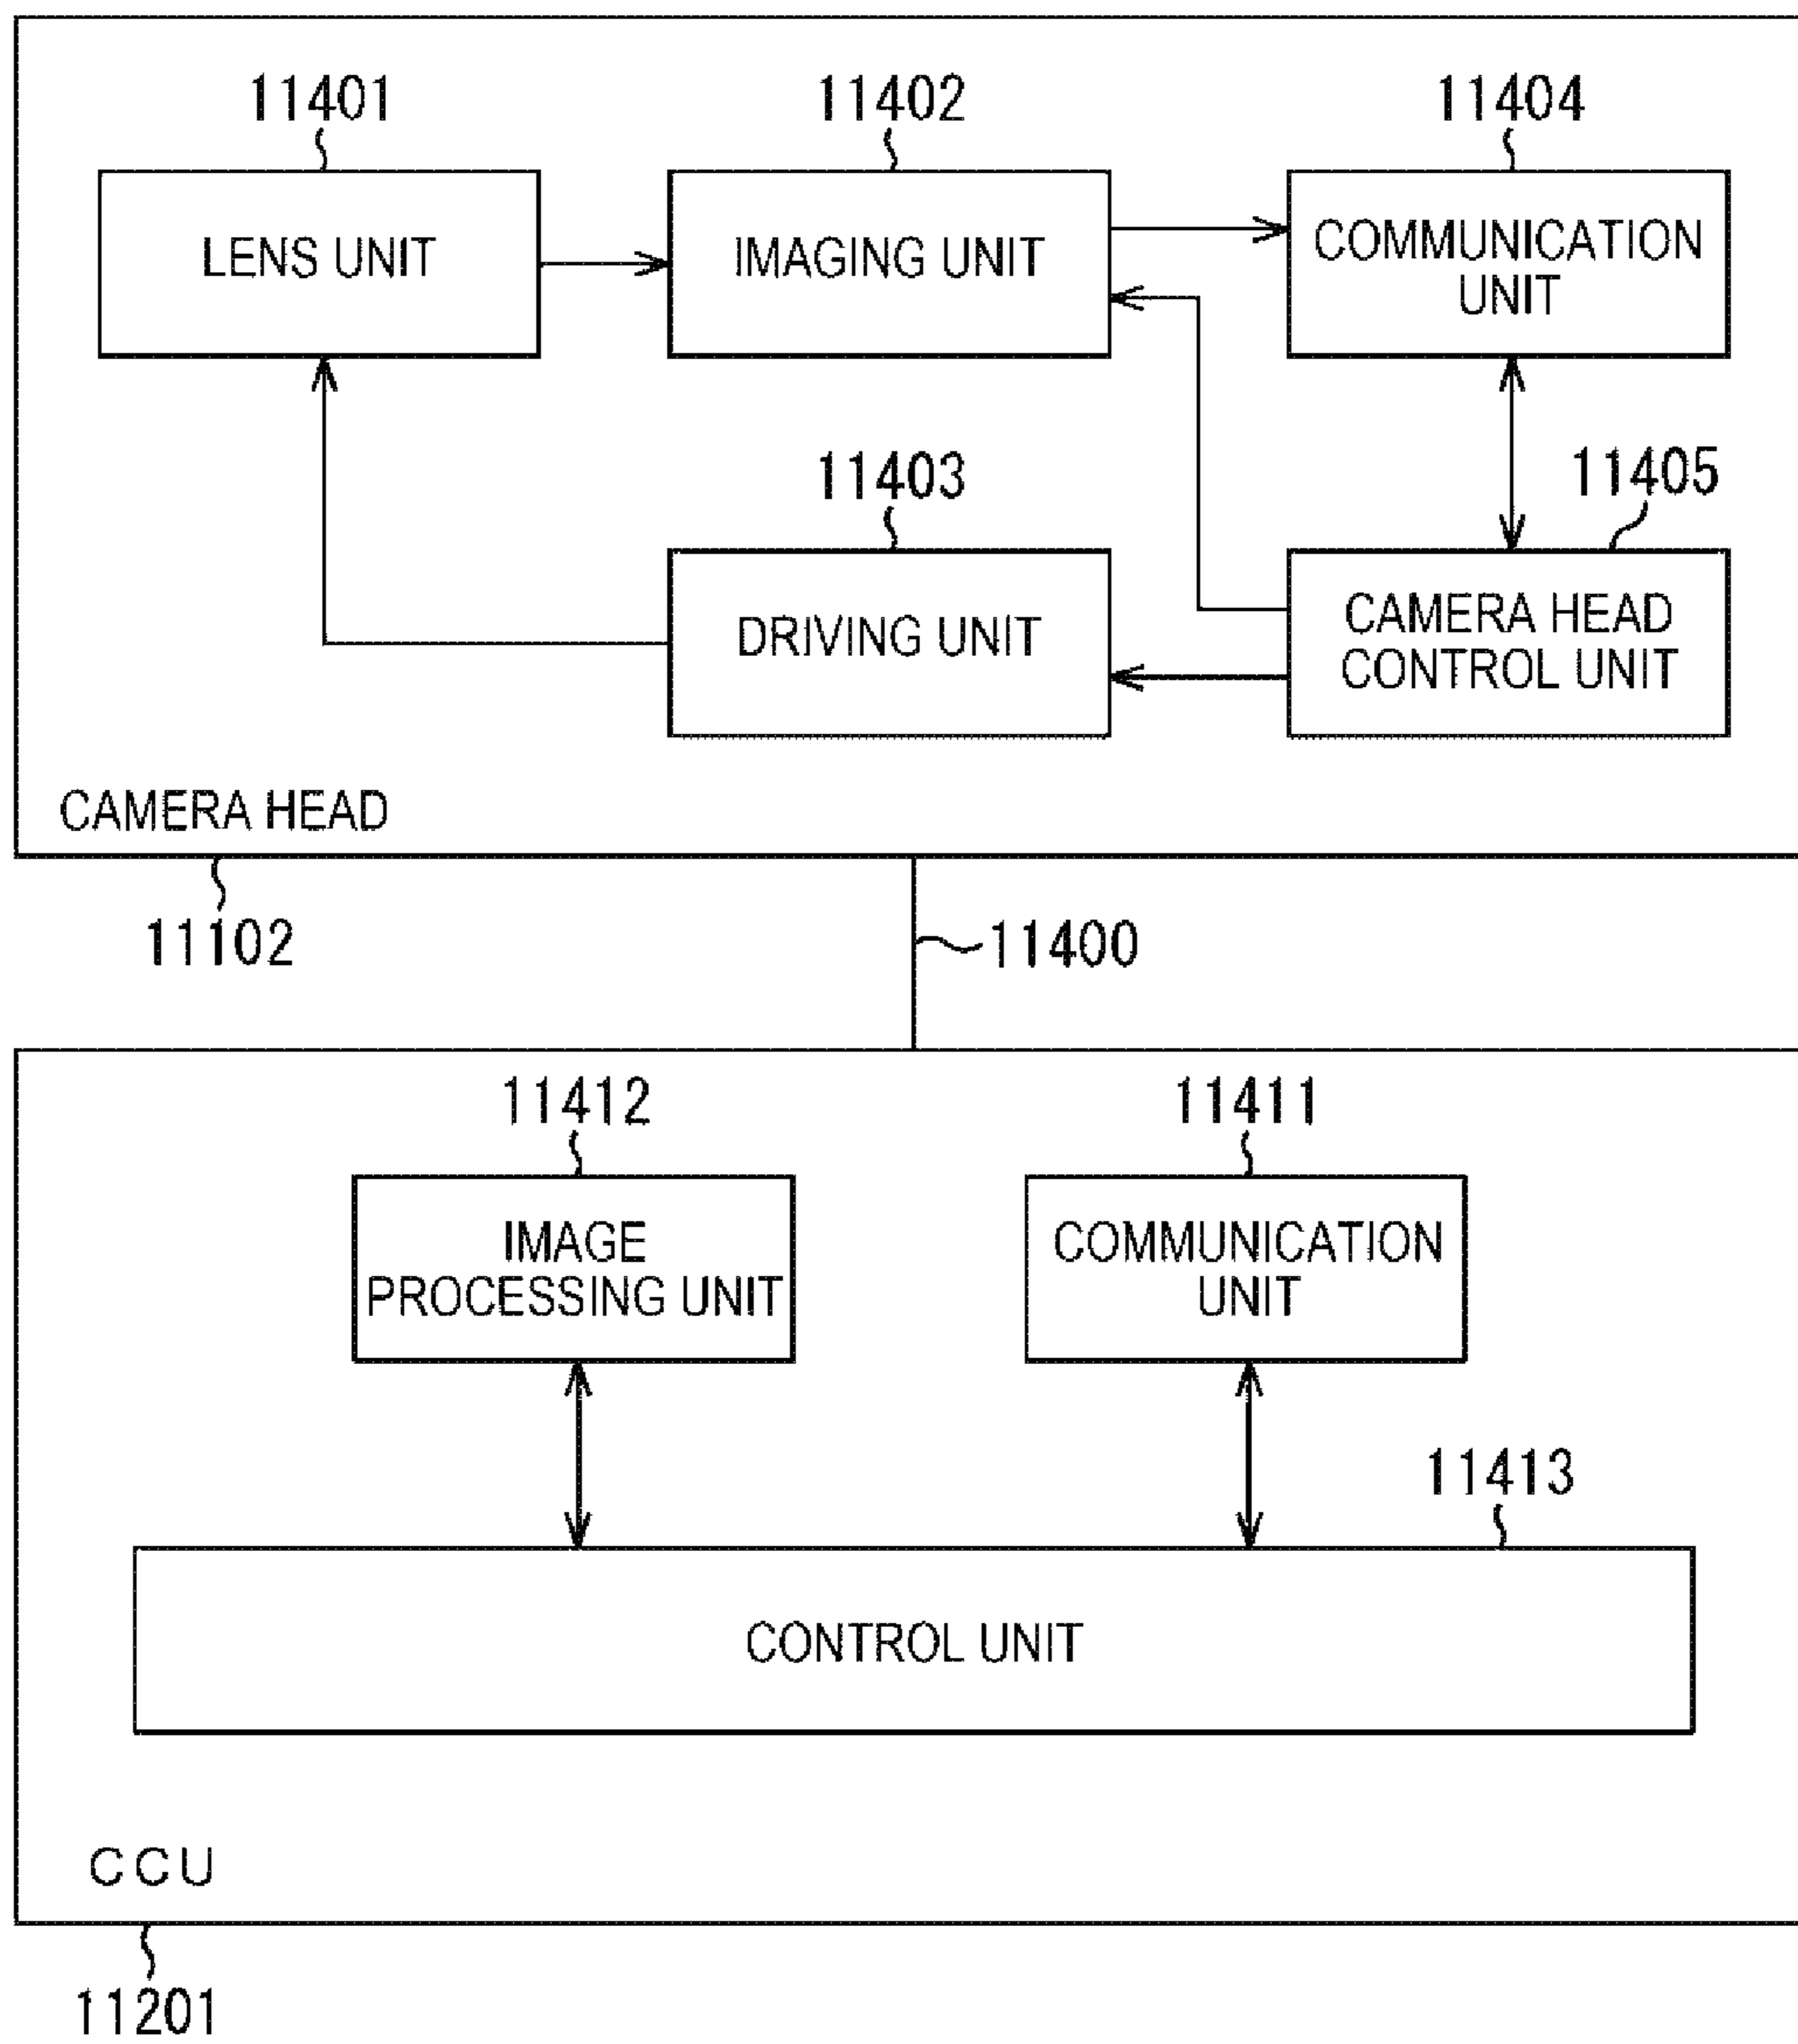 11401
11402
11404
LENS UNIT
IMAGING UNIT
COMMUNICATION
UNIT
11403
11405
DRIVING UNIT
CAMERA HEAD
CONTROL UNIT
CAMERA HEAD
11102
11400
11412
11411
IMAGE
PROCESSING UNIT
COMMUNICATION
UNIT
11413
CONTROL UNIT
CCU
11201